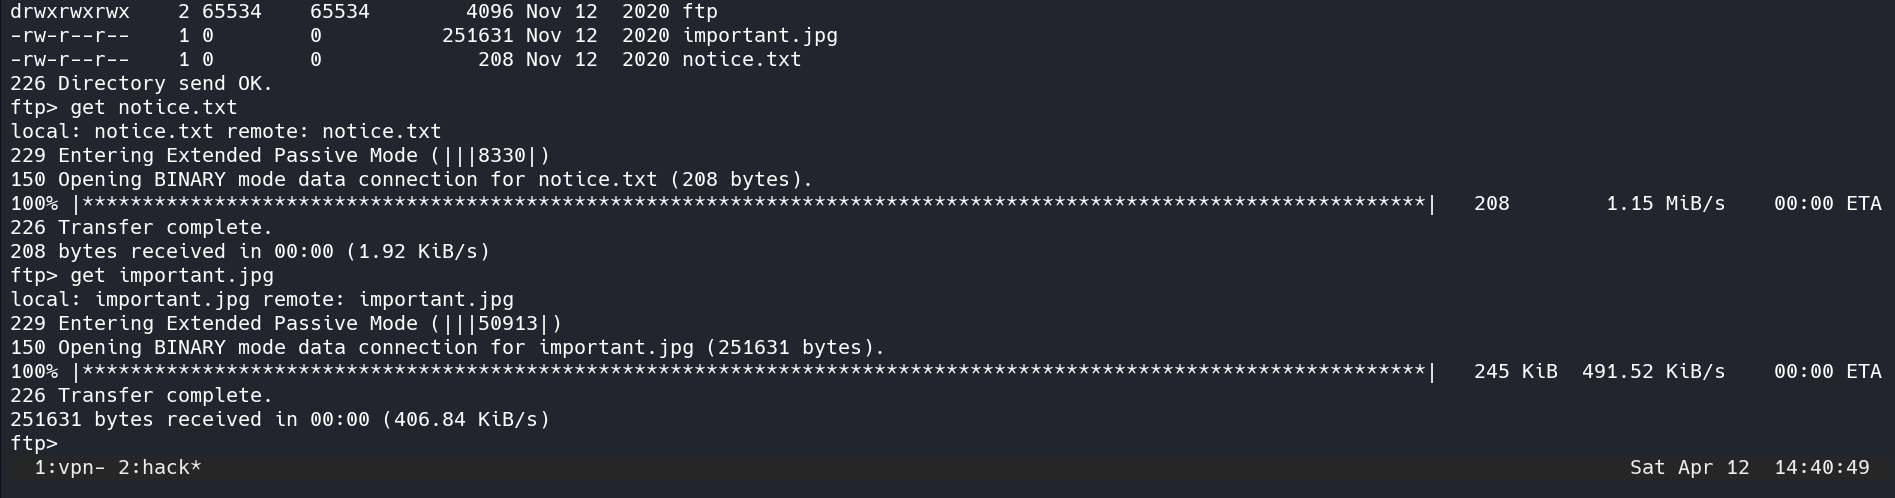 drwxrwxrwx    2 65534    65534        4096 Nov 12  2020 ftp
-rw-r--r--    1 0        0          251631 Nov 12  2020 important.jpg
-rw-r--r--    1 0        0             208 Nov 12  2020 notice.txt
226 Directory send OK.
ftp> get notice.txt
local: notice.txt remote: notice.txt
229 Entering Extended Passive Mode (|||8330|)
150 Opening BINARY mode data connection for notice.txt (208 bytes).
100% |****************************************************************************************************************|   208        1.15 MiB/s    00:00 ETA
226 Transfer complete.
208 bytes received in 00:00 (1.92 KiB/s)
ftp> get important.jpg
local: important.jpg remote: important.jpg
229 Entering Extended Passive Mode (|||50913|)
150 Opening BINARY mode data connection for important.jpg (251631 bytes).
100% |****************************************************************************************************************|   245 KiB  491.52 KiB/s    00:00 ETA
226 Transfer complete.
251631 bytes received in 00:00 (406.84 KiB/s)
ftp>
1:vpn- 2:hack* Sat Apr 12  14:40:49